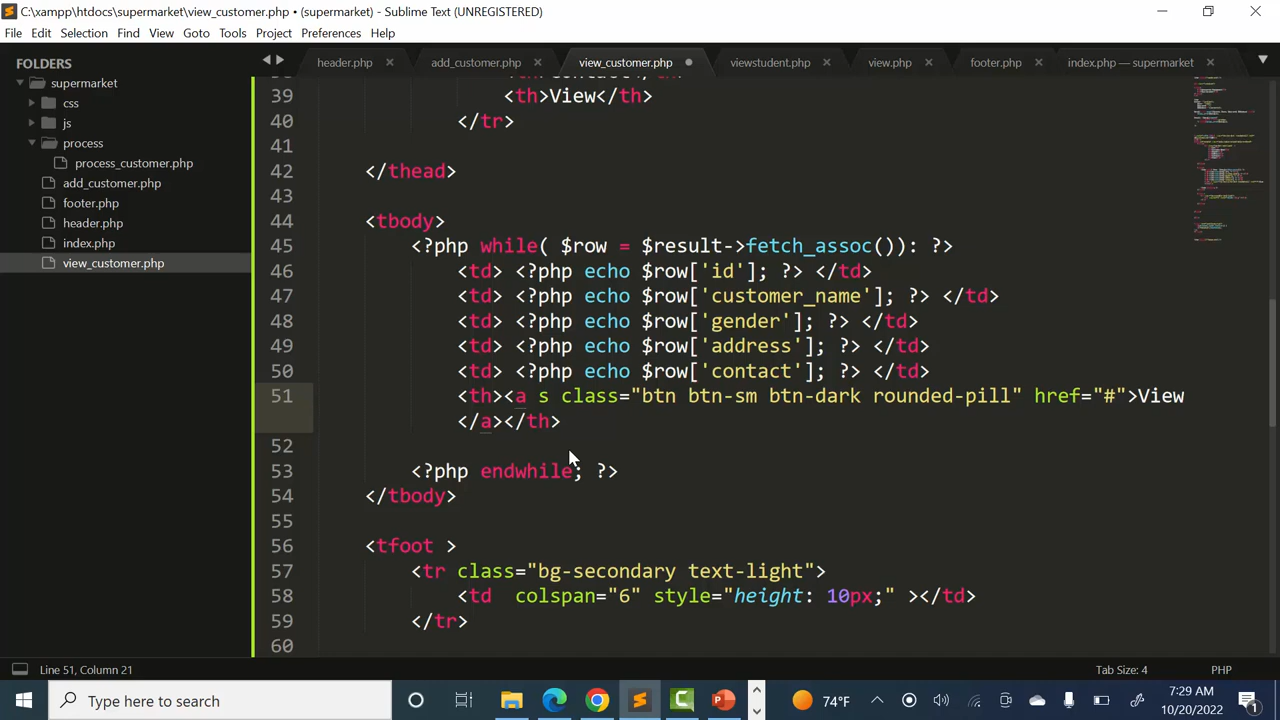 C:\xampp\htdocs\supermarket\view_customer.php • (supermarket) - Sublime Text (UNREGISTERED)
File Edit Selection Find View Goto Tools Project Preferences Help
FOLDERS
supermarket
css
js
process
process_customer.php
add_customer.php
footer.php
header.php
index.php
view_customer.php
header.php add_customer.php view_customer.php viewstudent.php view.php footer.php index.php — supermarket
39 <th>View</th>
40 </tr>
41
42 </thead>
43
44 <tbody>
45 <?php while( $row = $result->fetch_assoc()): ?>
46 <td> <?php echo $row['id']; ?> </td>
47 <td> <?php echo $row['customer_name']; ?> </td>
48 <td> <?php echo $row['gender']; ?> </td>
49 <td> <?php echo $row['address']; ?> </td>
50 <td> <?php echo $row['contact']; ?> </td>
51 <th><a s class="btn btn-sm btn-dark rounded-pill" href="#">View
</a></th>
52
53 <?php endwhile; ?>
54 </tbody>
55
56 <tfoot >
57 <tr class="bg-secondary text-light">
58 <td colspan="6" style="height: 10px;" ></td>
59 </tr>
60
Line 51, Column 21 Tab Size: 4 PHP
Type here to search 74°F 7:29 AM
10/20/2022 1